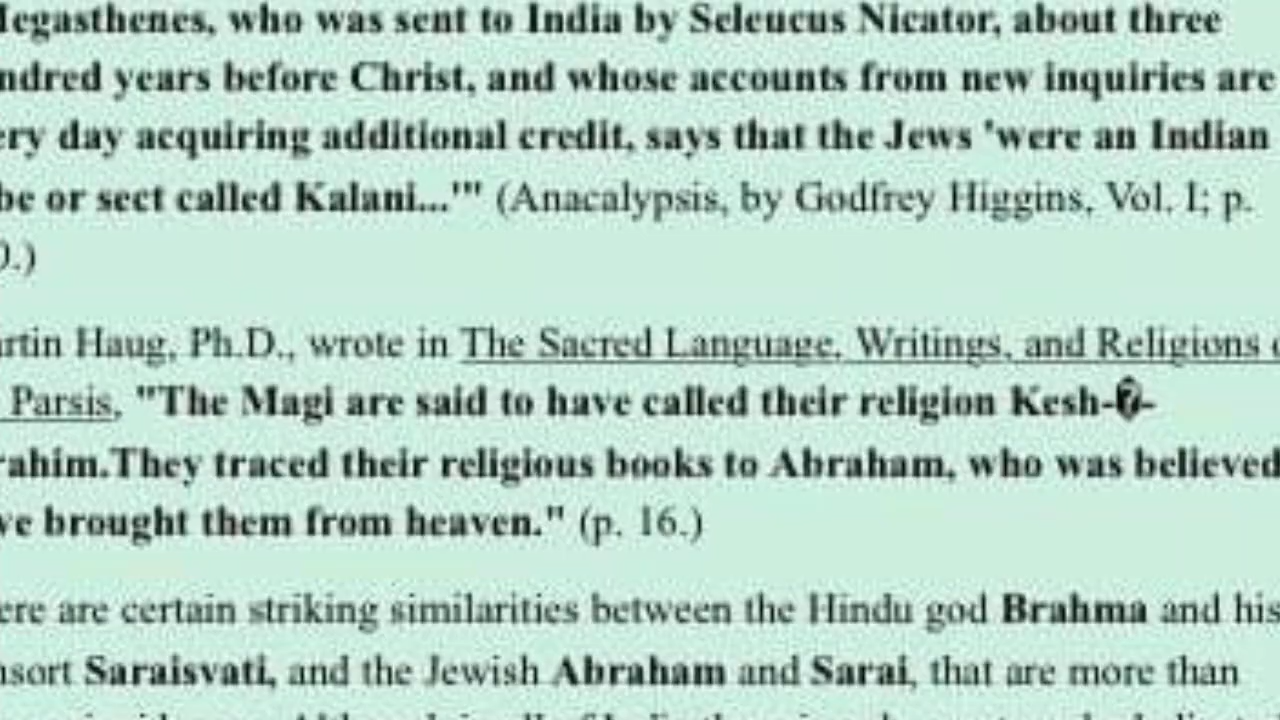 legasthenes, who was sent to India by Seleucus Nicator, about three
ndred years before Christ, and whose accounts from new inquiries are
ery day acquiring additional credit, says that the Jews 'were an Indian
be or sect called Kalani...'" (Anacalypsis, by Godfrey Higgins, Vol. I; p.
0.)
rtin Haug, Ph.D., wrote in The Sacred Language, Writings, and Religions o
Parsis, "The Magi are said to have called their religion Kesh-�-
rahim.They traced their religious books to Abraham, who was believed
ve brought them from heaven." (p. 16.)
ere are certain striking similarities between the Hindu god Brahma and his
nsort Saraisvati, and the Jewish Abraham and Sarai, that are more than